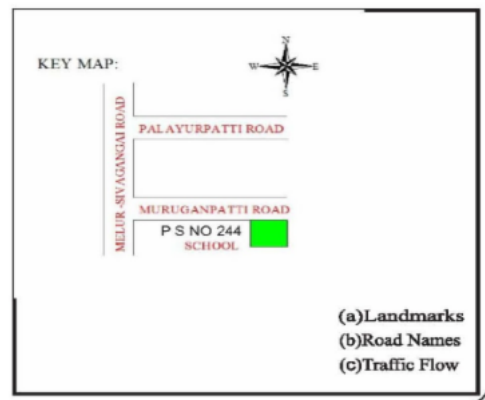 N
KEY MAP:
W E
S
MELUR -SIVAGANGAI ROAD
PALAYURPATTI ROAD
MURUGANPATTI ROAD
P S NO 244
SCHOOL
(a)Landmarks
(b)Road Names
(c)Traffic Flow